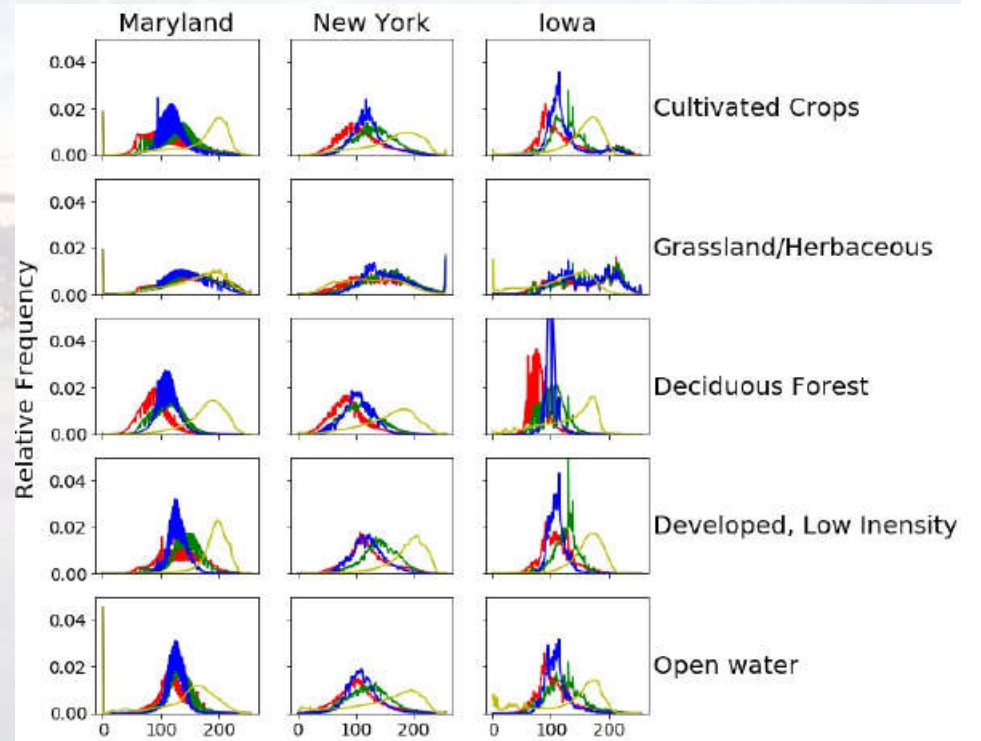 Maryland New York Iowa
0.04
0.02
0.00
Cultivated Crops
0.04
0.02
0.00
Grassland/Herbaceous
0.04
0.02
0.00
Deciduous Forest
0.04
0.02
0.00
Developed, Low Inensity
0.04
0.02
0.00
Open water
0 100 200 0 100 200 0 100 200
Relative Frequency